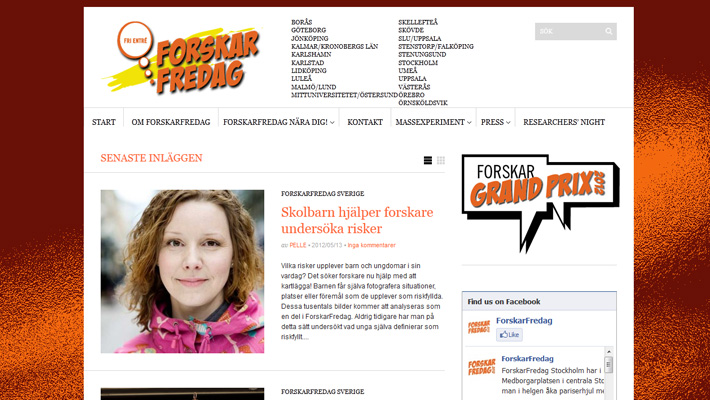 FRI ENTRÉ
FORSKAR
FREDAG
BORÅS
GÖTEBORG
JÖNKÖPING
KALMAR/KRONOBERGS LÄN
KARLSHAMN
KARLSTAD
LIDKÖPING
LULEÅ
MALMÖ/LUND
MITTUNIVERSITETET/ÖSTERSUND
SKELLEFTEÅ
SKÖVDE
SLU/UPPSALA
STENSTORP/FALKÖPING
STENUNGSUND
STOCKHOLM
UMEÅ
UPPSALA
VÄSTERÅS
ÖREBRO
ÖRNSKÖLDSVIK
SÖK
START OM FORSKARFREDAG FORSKARFREDAG NÄRA DIG! KONTAKT MASSEXPERIMENT PRESS RESEARCHERS' NIGHT
SENASTE INLÄGGEN
FORSKARFREDAG SVERIGE
Skolbarn hjälper forskare
undersöka risker
av PELLE • 2012/05/13 • Inga kommentarer
Vilka risker upplever barn och ungdomar i sin
vardag? Det söker forskare nu hjälp med att
kartlägga! Barnen får själva fotografera situationer,
platser eller föremål som de upplever som riskfyllda.
Dessa tusentals bilder kommer att analyseras som
en del i ForskarFredag. Aldrig tidigare har man på
detta sätt undersökt vad unga själva definierar som
riskfyllt....
FORSKARFREDAG SVERIGE
FORSKAR
GRAND PRIX
2012
Find us on Facebook
FORSKAR
FREDAG
ForskarFredag
Like
FORSKAR
FREDAG
ForskarFredag
ForskarFredag Stockholm har i
Medborgarplatsen i centrala Sto
man i helgen åka pariserhjul me